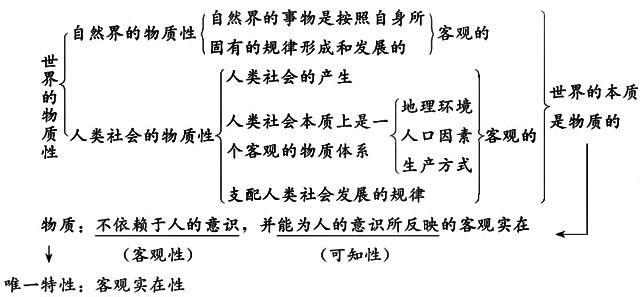 世界的物质性
自然界的物质性
自然界的事物是按照自身所
固有的规律形成和发展的
客观的
人类社会的物质性
人类社会的产生
人类社会本质上是一
个客观的物质体系
地理环境
人口因素
生产方式
支配人类社会发展的规律
客观的
世界的本质
是物质的
物质：不依赖于人的意识，并能为人的意识所反映的客观实在
(客观性)
(可知性)
唯一特性：客观实在性